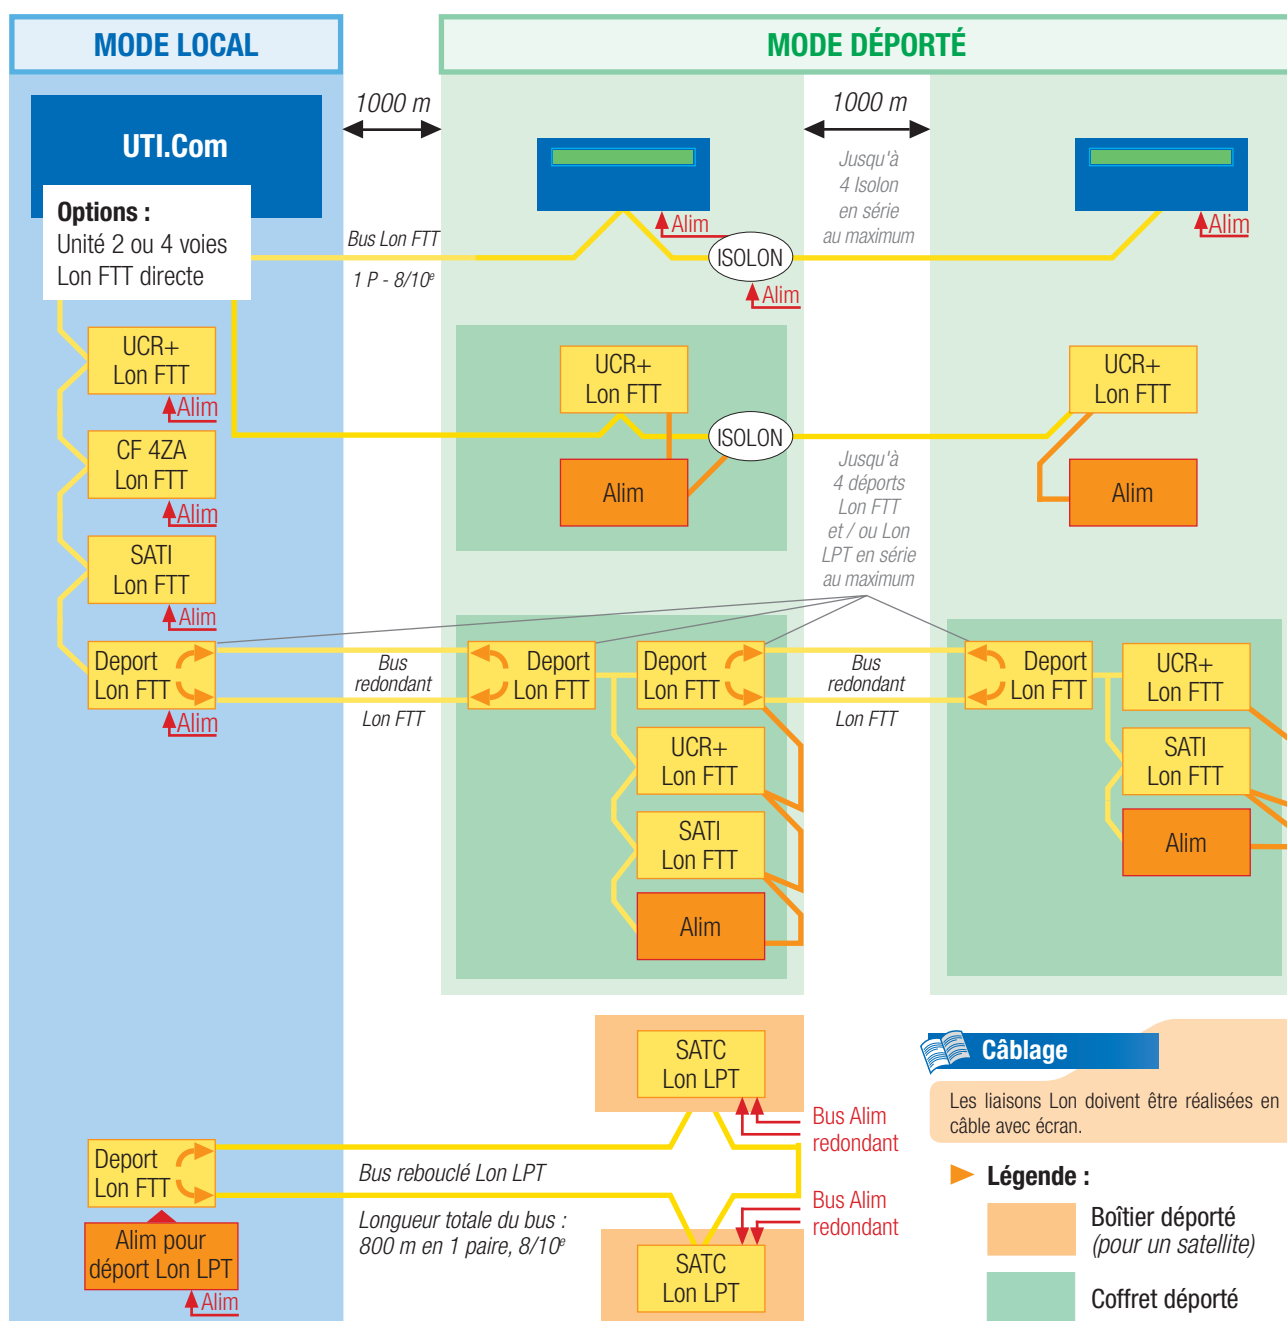 MODE LOCAL
MODE DÉPORTÉ
UTI.Com
Options :
Unité 2 ou 4 voies
Lon FTT directe
1000 m
1000 m
Bus Lon FTT
1 P - 8/10e
Alim
ISOLON
Alim
Jusqu'à
4 Isolon
en série
au maximum
Alim
UCR+
Lon FTT
Alim
CF 4ZA
Lon FTT
Alim
SATI
Lon FTT
Alim
UCR+
Lon FTT
ISOLON
Alim
Jusqu'à
4 déports
Lon FTT
et / ou Lon
LPT en série
au maximum
UCR+
Lon FTT
Alim
Deport
Lon FTT
Alim
Bus
redondant
Lon FTT
Deport
Lon FTT
Deport
Lon FTT
UCR+
Lon FTT
SATI
Lon FTT
Alim
Bus
redondant
Lon FTT
Deport
Lon FTT
UCR+
Lon FTT
SATI
Lon FTT
Alim
SATC
Lon LPT
Bus Alim
redondant
Deport
Lon FTT
Bus rebouclé Lon LPT
Longueur totale du bus :
800 m en 1 paire, 8/10e
Alim pour
déport Lon LPT
Alim
Bus Alim
redondant
SATC
Lon LPT
Câblage
Les liaisons Lon doivent être réalisées en
câble avec écran.
Légende :
Boîtier déporté
(pour un satellite)
Coffret déporté